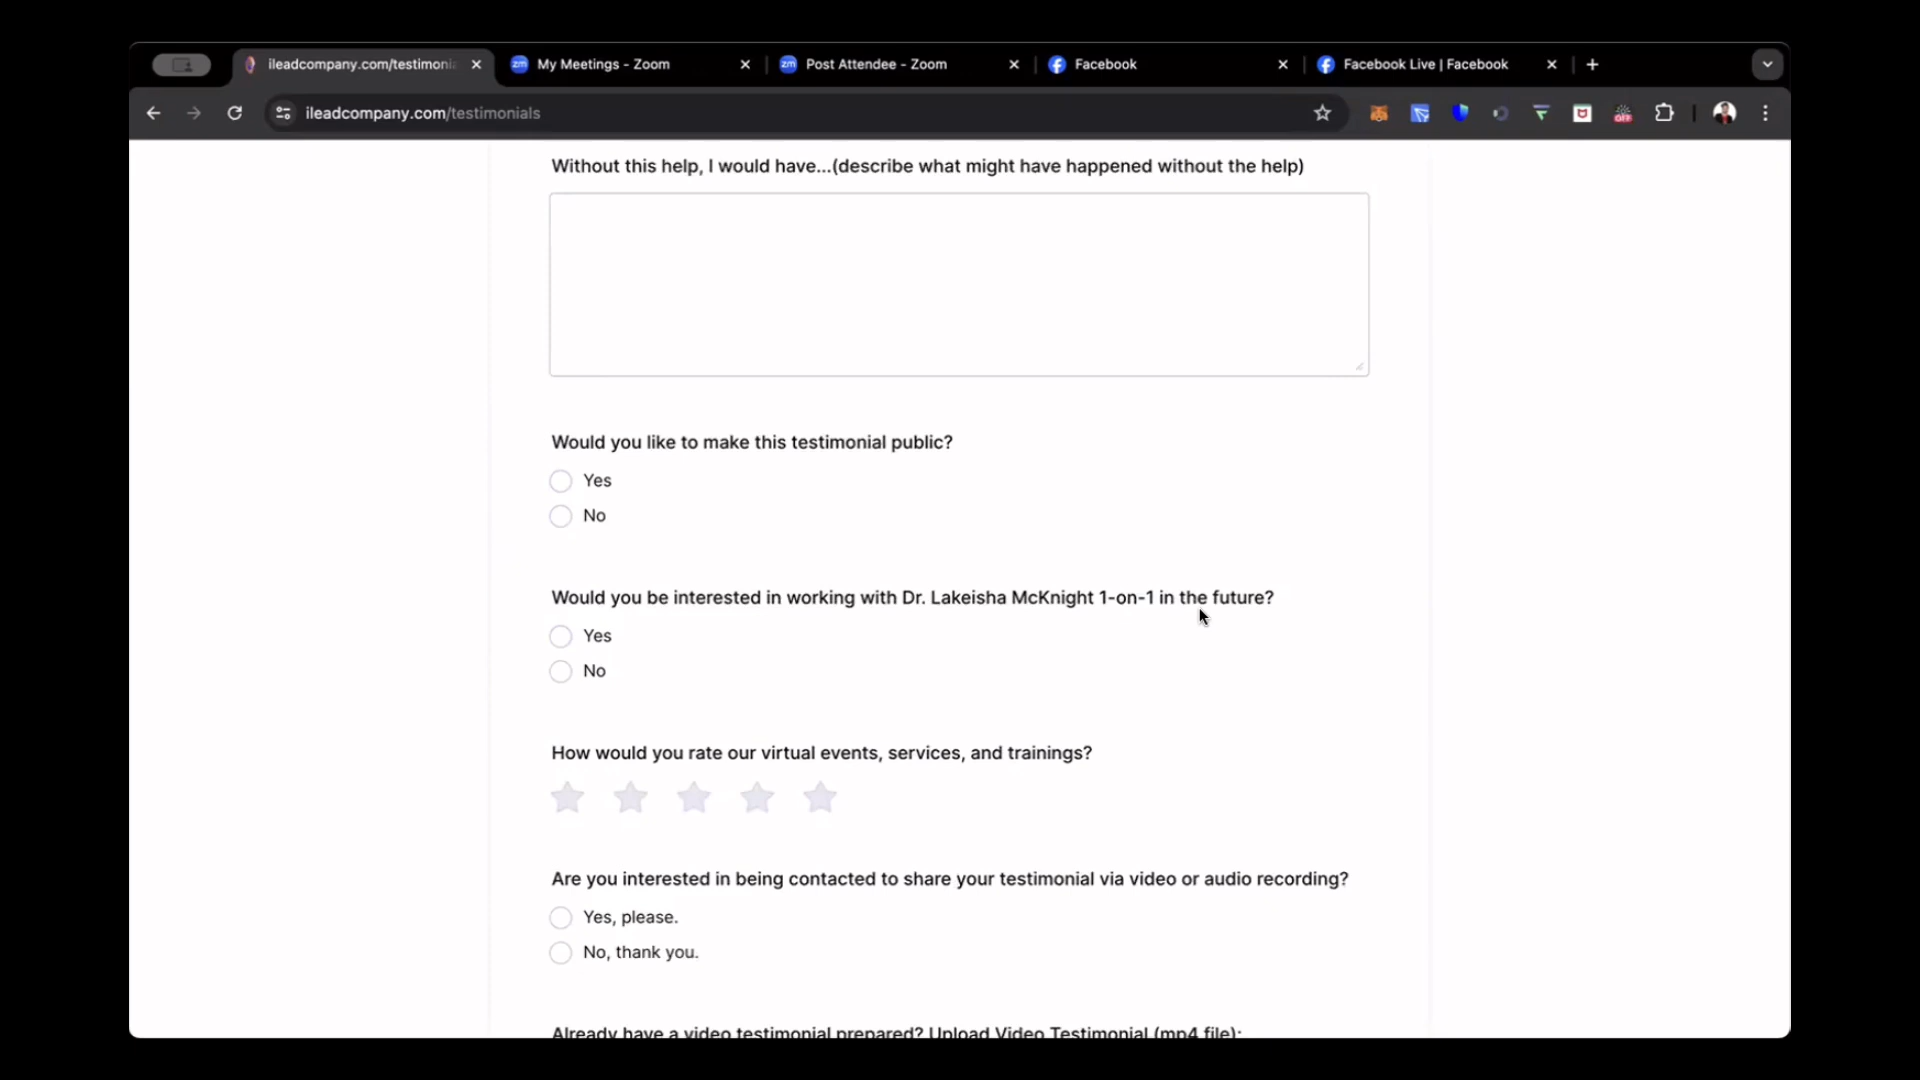 ileadcompany.com/testimoni
My Meetings - Zoom
Post Attendee - Zoom
Facebook
Facebook Live | Facebook
ileadcompany.com/testimonials
Without this help, I would have...(describe what might have happened without the help)
Would you like to make this testimonial public?
Yes
No
Would you be interested in working with Dr. Lakeisha McKnight 1-on-1 in the future?
Yes
No
How would you rate our virtual events, services, and trainings?
Are you interested in being contacted to share your testimonial via video or audio recording?
Yes, please.
No, thank you.
Already have a video testimonial prepared? Upload Video Testimonial (mp4 file):